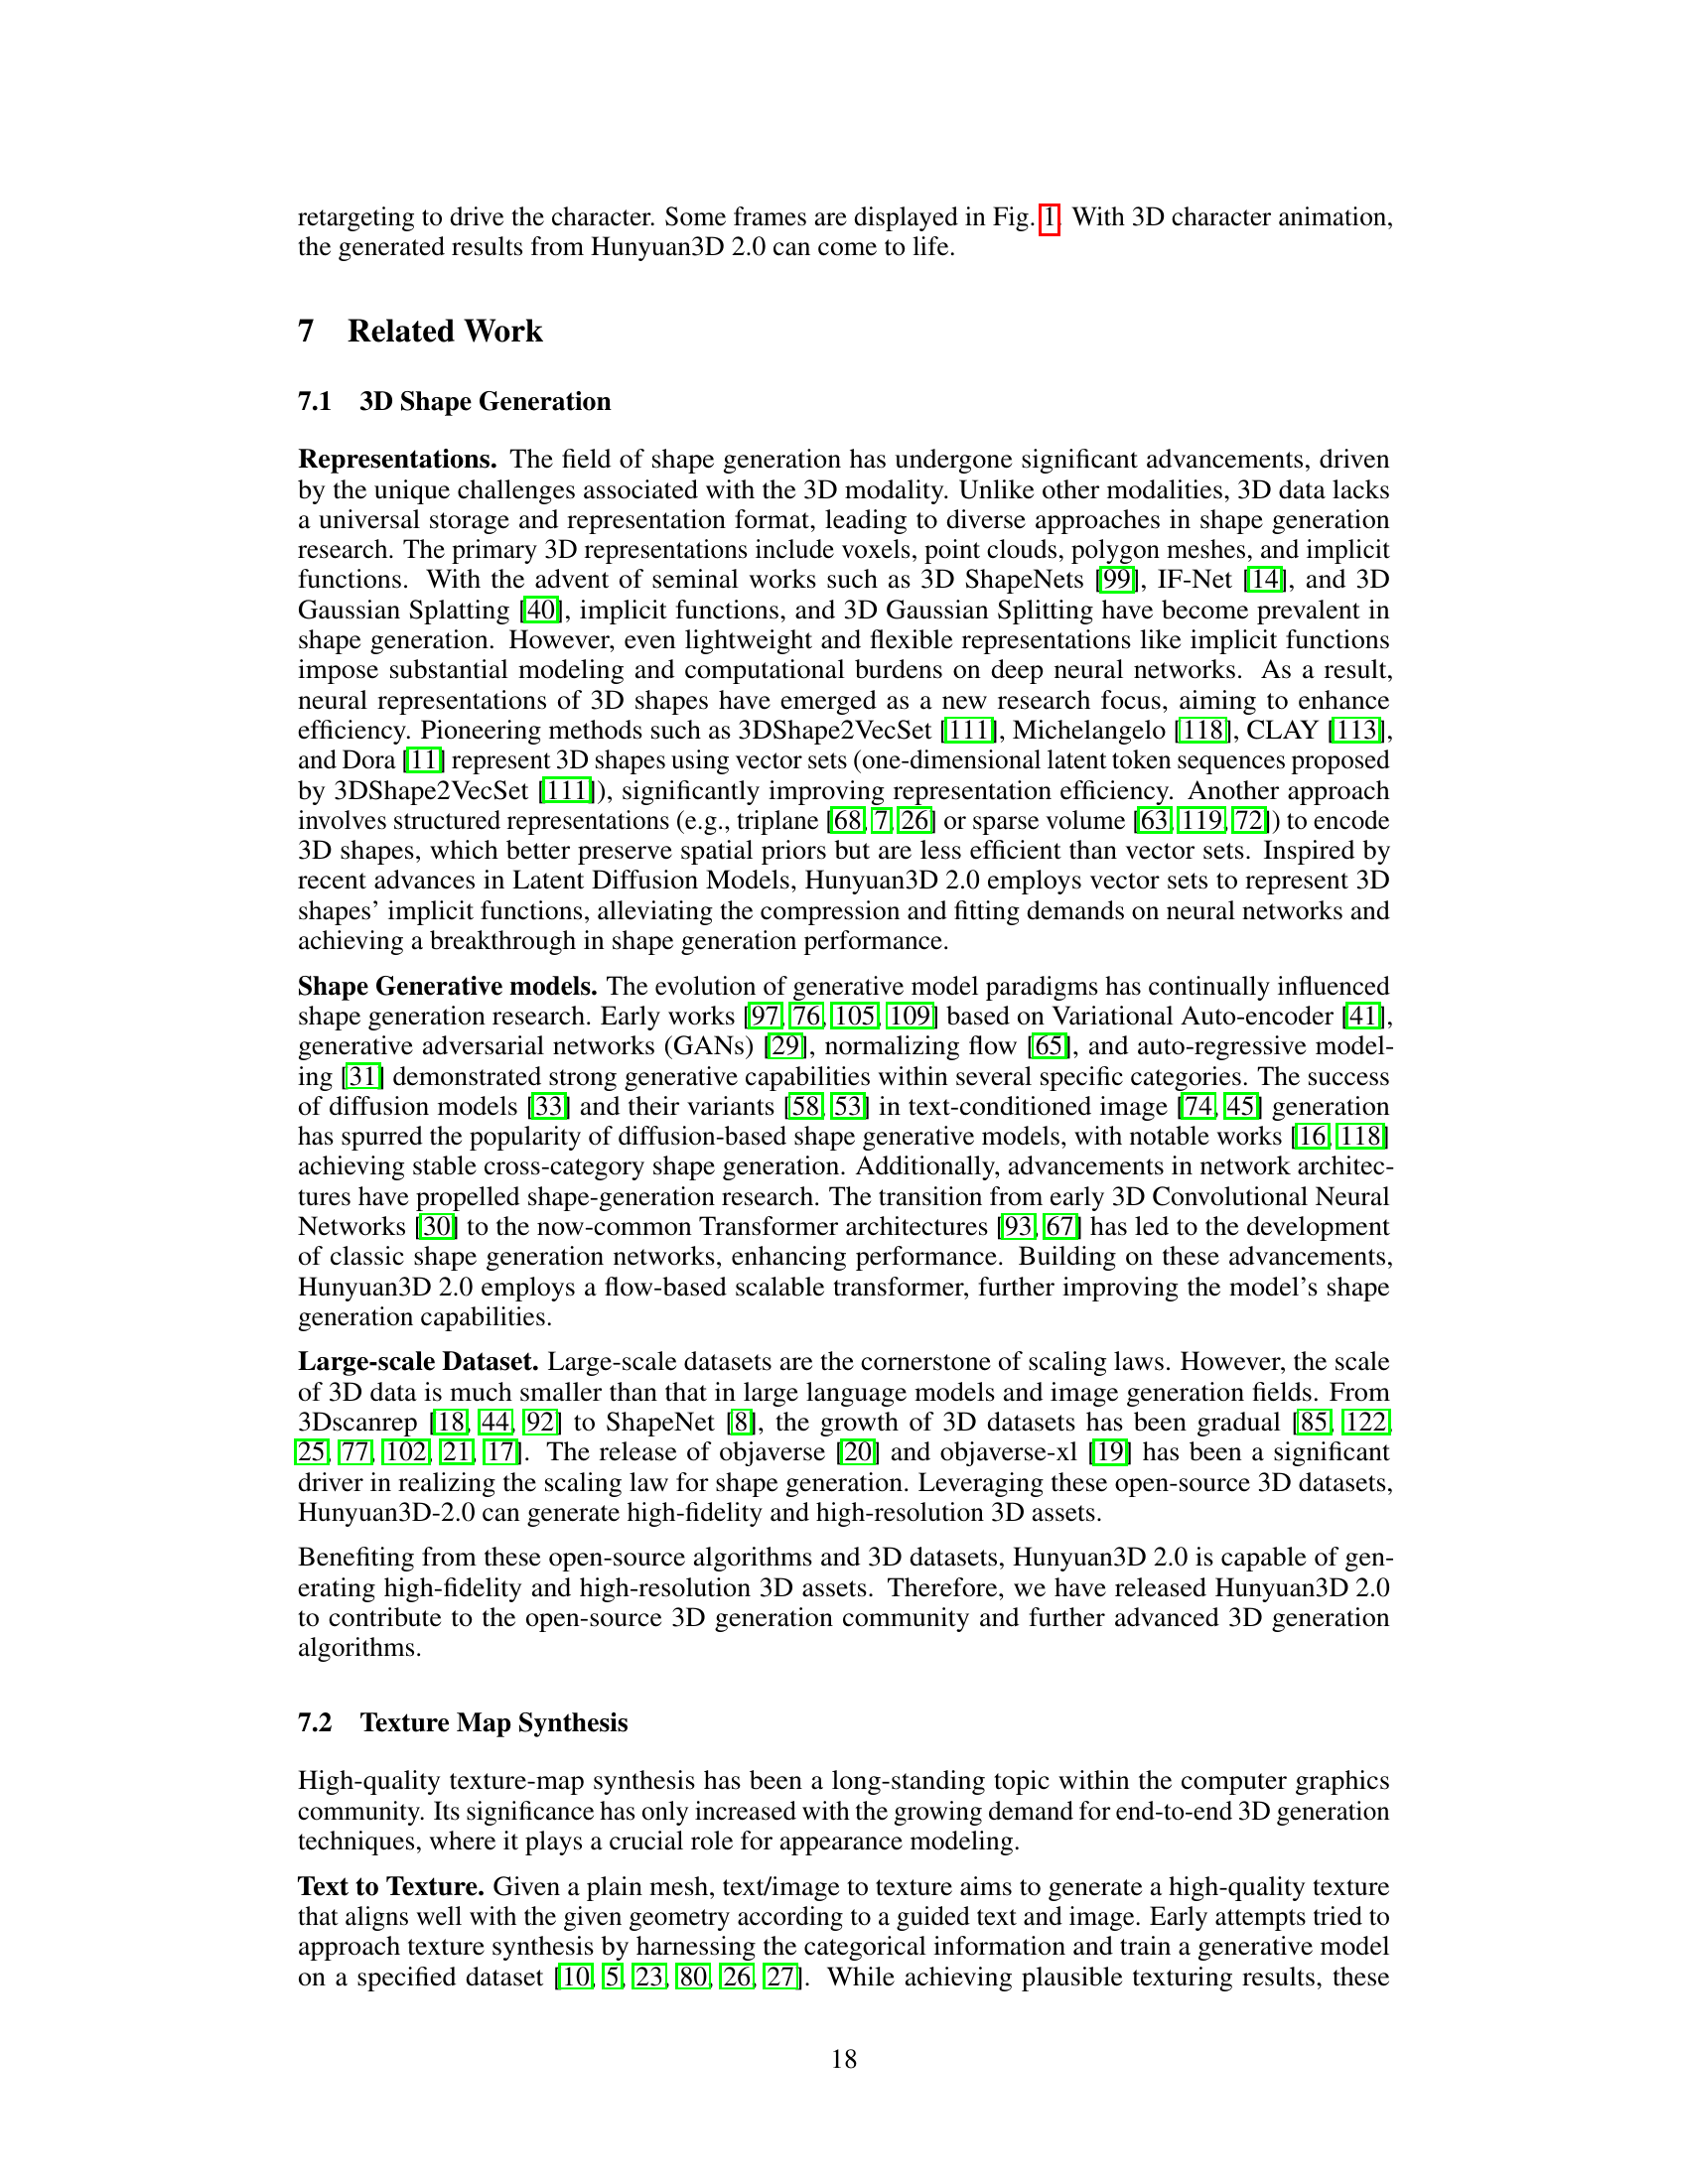 retargeting to drive the character. Some frames are displayed in Fig. 1. With 3D character animation,
the generated results from Hunyuan3D 2.0 can come to life.
7 Related Work
7.1 3D Shape Generation
Representations. The field of shape generation has undergone significant advancements, driven
by the unique challenges associated with the 3D modality. Unlike other modalities, 3D data lacks
a universal storage and representation format, leading to diverse approaches in shape generation
research. The primary 3D representations include voxels, point clouds, polygon meshes, and implicit
functions. With the advent of seminal works such as 3D ShapeNets [99], IF-Net [14], and 3D
Gaussian Splatting [40], implicit functions, and 3D Gaussian Splitting have become prevalent in
shape generation. However, even lightweight and flexible representations like implicit functions
impose substantial modeling and computational burdens on deep neural networks. As a result,
neural representations of 3D shapes have emerged as a new research focus, aiming to enhance
efficiency. Pioneering methods such as 3DShape2VecSet [111], Michelangelo [118], CLAY [113],
and Dora [11] represent 3D shapes using vector sets (one-dimensional latent token sequences proposed
by 3DShape2VecSet [111]), significantly improving representation efficiency. Another approach
involves structured representations (e.g., triplane [68, 7, 26] or sparse volume [63, 119, 72]) to encode
3D shapes, which better preserve spatial priors but are less efficient than vector sets. Inspired by
recent advances in Latent Diffusion Models, Hunyuan3D 2.0 employs vector sets to represent 3D
shapes’ implicit functions, alleviating the compression and fitting demands on neural networks and
achieving a breakthrough in shape generation performance.
Shape Generative models. The evolution of generative model paradigms has continually influenced
shape generation research. Early works [97, 76, 105, 109] based on Variational Auto-encoder [41],
generative adversarial networks (GANs) [29], normalizing flow [65], and auto-regressive model-
ing [31] demonstrated strong generative capabilities within several specific categories. The success
of diffusion models [33] and their variants [58, 53] in text-conditioned image [74, 45] generation
has spurred the popularity of diffusion-based shape generative models, with notable works [16, 118]
achieving stable cross-category shape generation. Additionally, advancements in network architec-
tures have propelled shape-generation research. The transition from early 3D Convolutional Neural
Networks [30] to the now-common Transformer architectures [93, 67] has led to the development
of classic shape generation networks, enhancing performance. Building on these advancements,
Hunyuan3D 2.0 employs a flow-based scalable transformer, further improving the model’s shape
generation capabilities.
Large-scale Dataset. Large-scale datasets are the cornerstone of scaling laws. However, the scale
of 3D data is much smaller than that in large language models and image generation fields. From
3Dscanrep [18, 44, 92] to ShapeNet [8], the growth of 3D datasets has been gradual [85, 122,
25, 77, 102, 21, 17]. The release of objaverse [20] and objaverse-xl [19] has been a significant
driver in realizing the scaling law for shape generation. Leveraging these open-source 3D datasets,
Hunyuan3D-2.0 can generate high-fidelity and high-resolution 3D assets.
Benefiting from these open-source algorithms and 3D datasets, Hunyuan3D 2.0 is capable of gen-
erating high-fidelity and high-resolution 3D assets. Therefore, we have released Hunyuan3D 2.0
to contribute to the open-source 3D generation community and further advanced 3D generation
algorithms.
7.2 Texture Map Synthesis
High-quality texture-map synthesis has been a long-standing topic within the computer graphics
community. Its significance has only increased with the growing demand for end-to-end 3D generation
techniques, where it plays a crucial role for appearance modeling.
Text to Texture. Given a plain mesh, text/image to texture aims to generate a high-quality texture
that aligns well with the given geometry according to a guided text and image. Early attempts tried to
approach texture synthesis by harnessing the categorical information and train a generative model
on a specified dataset [10, 5, 23, 80, 26, 27]. While achieving plausible texturing results, these
18